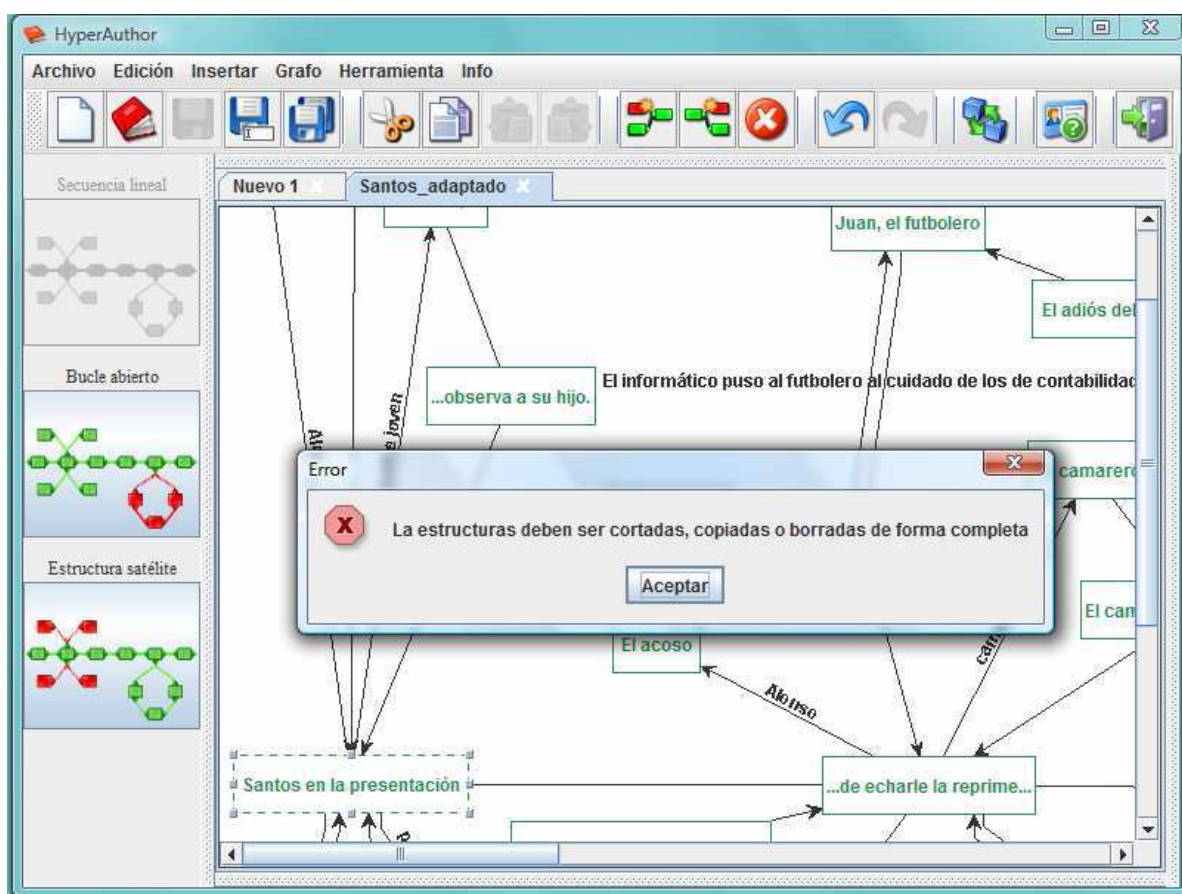 HyperAuthor
Archivo Edición Insertar Grafo Herramienta Info
Secuencia lineal
Nuevo 1
Santos_adaptado
Juan, el futbolero
El adiós del
Bucle abierto
...observa a su hijo.
El informático puso al futbolero al cuidado de los de contabilidad
joven
camarero
Error
La estructuras deben ser cortadas, copiadas o borradas de forma completa
Aceptar
Estructura satélite
El cam
El acoso
Alonso
Santos en la presentación
...de echarle la reprime...